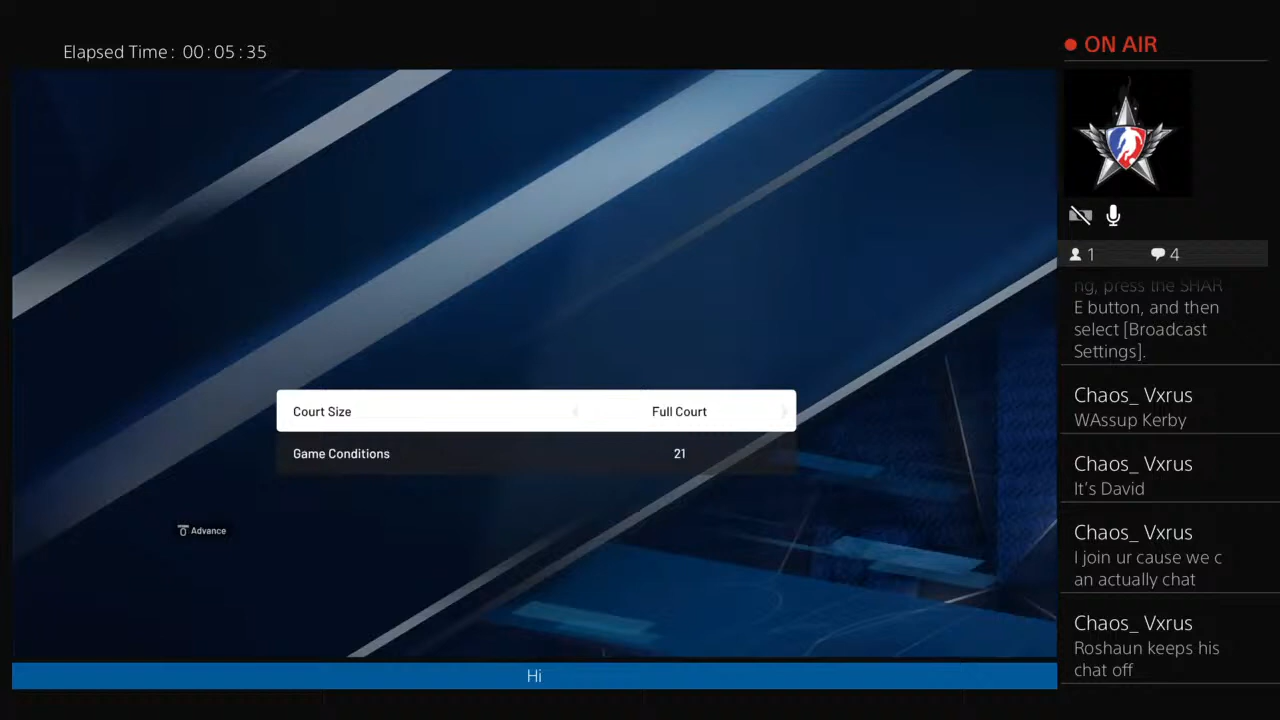 Elapsed Time: 00:05:35
ON AIR
1 4
ng, press the SHAR
E button, and then
select [Broadcast
Settings].
Chaos_ Vxrus
WAssup Kerby
Chaos_ Vxrus
It's David
Chaos_ Vxrus
I join ur cause we c
an actually chat
Chaos_ Vxrus
Roshaun keeps his
chat off
Court Size Full Court
Game Conditions 21
Advance
Hi